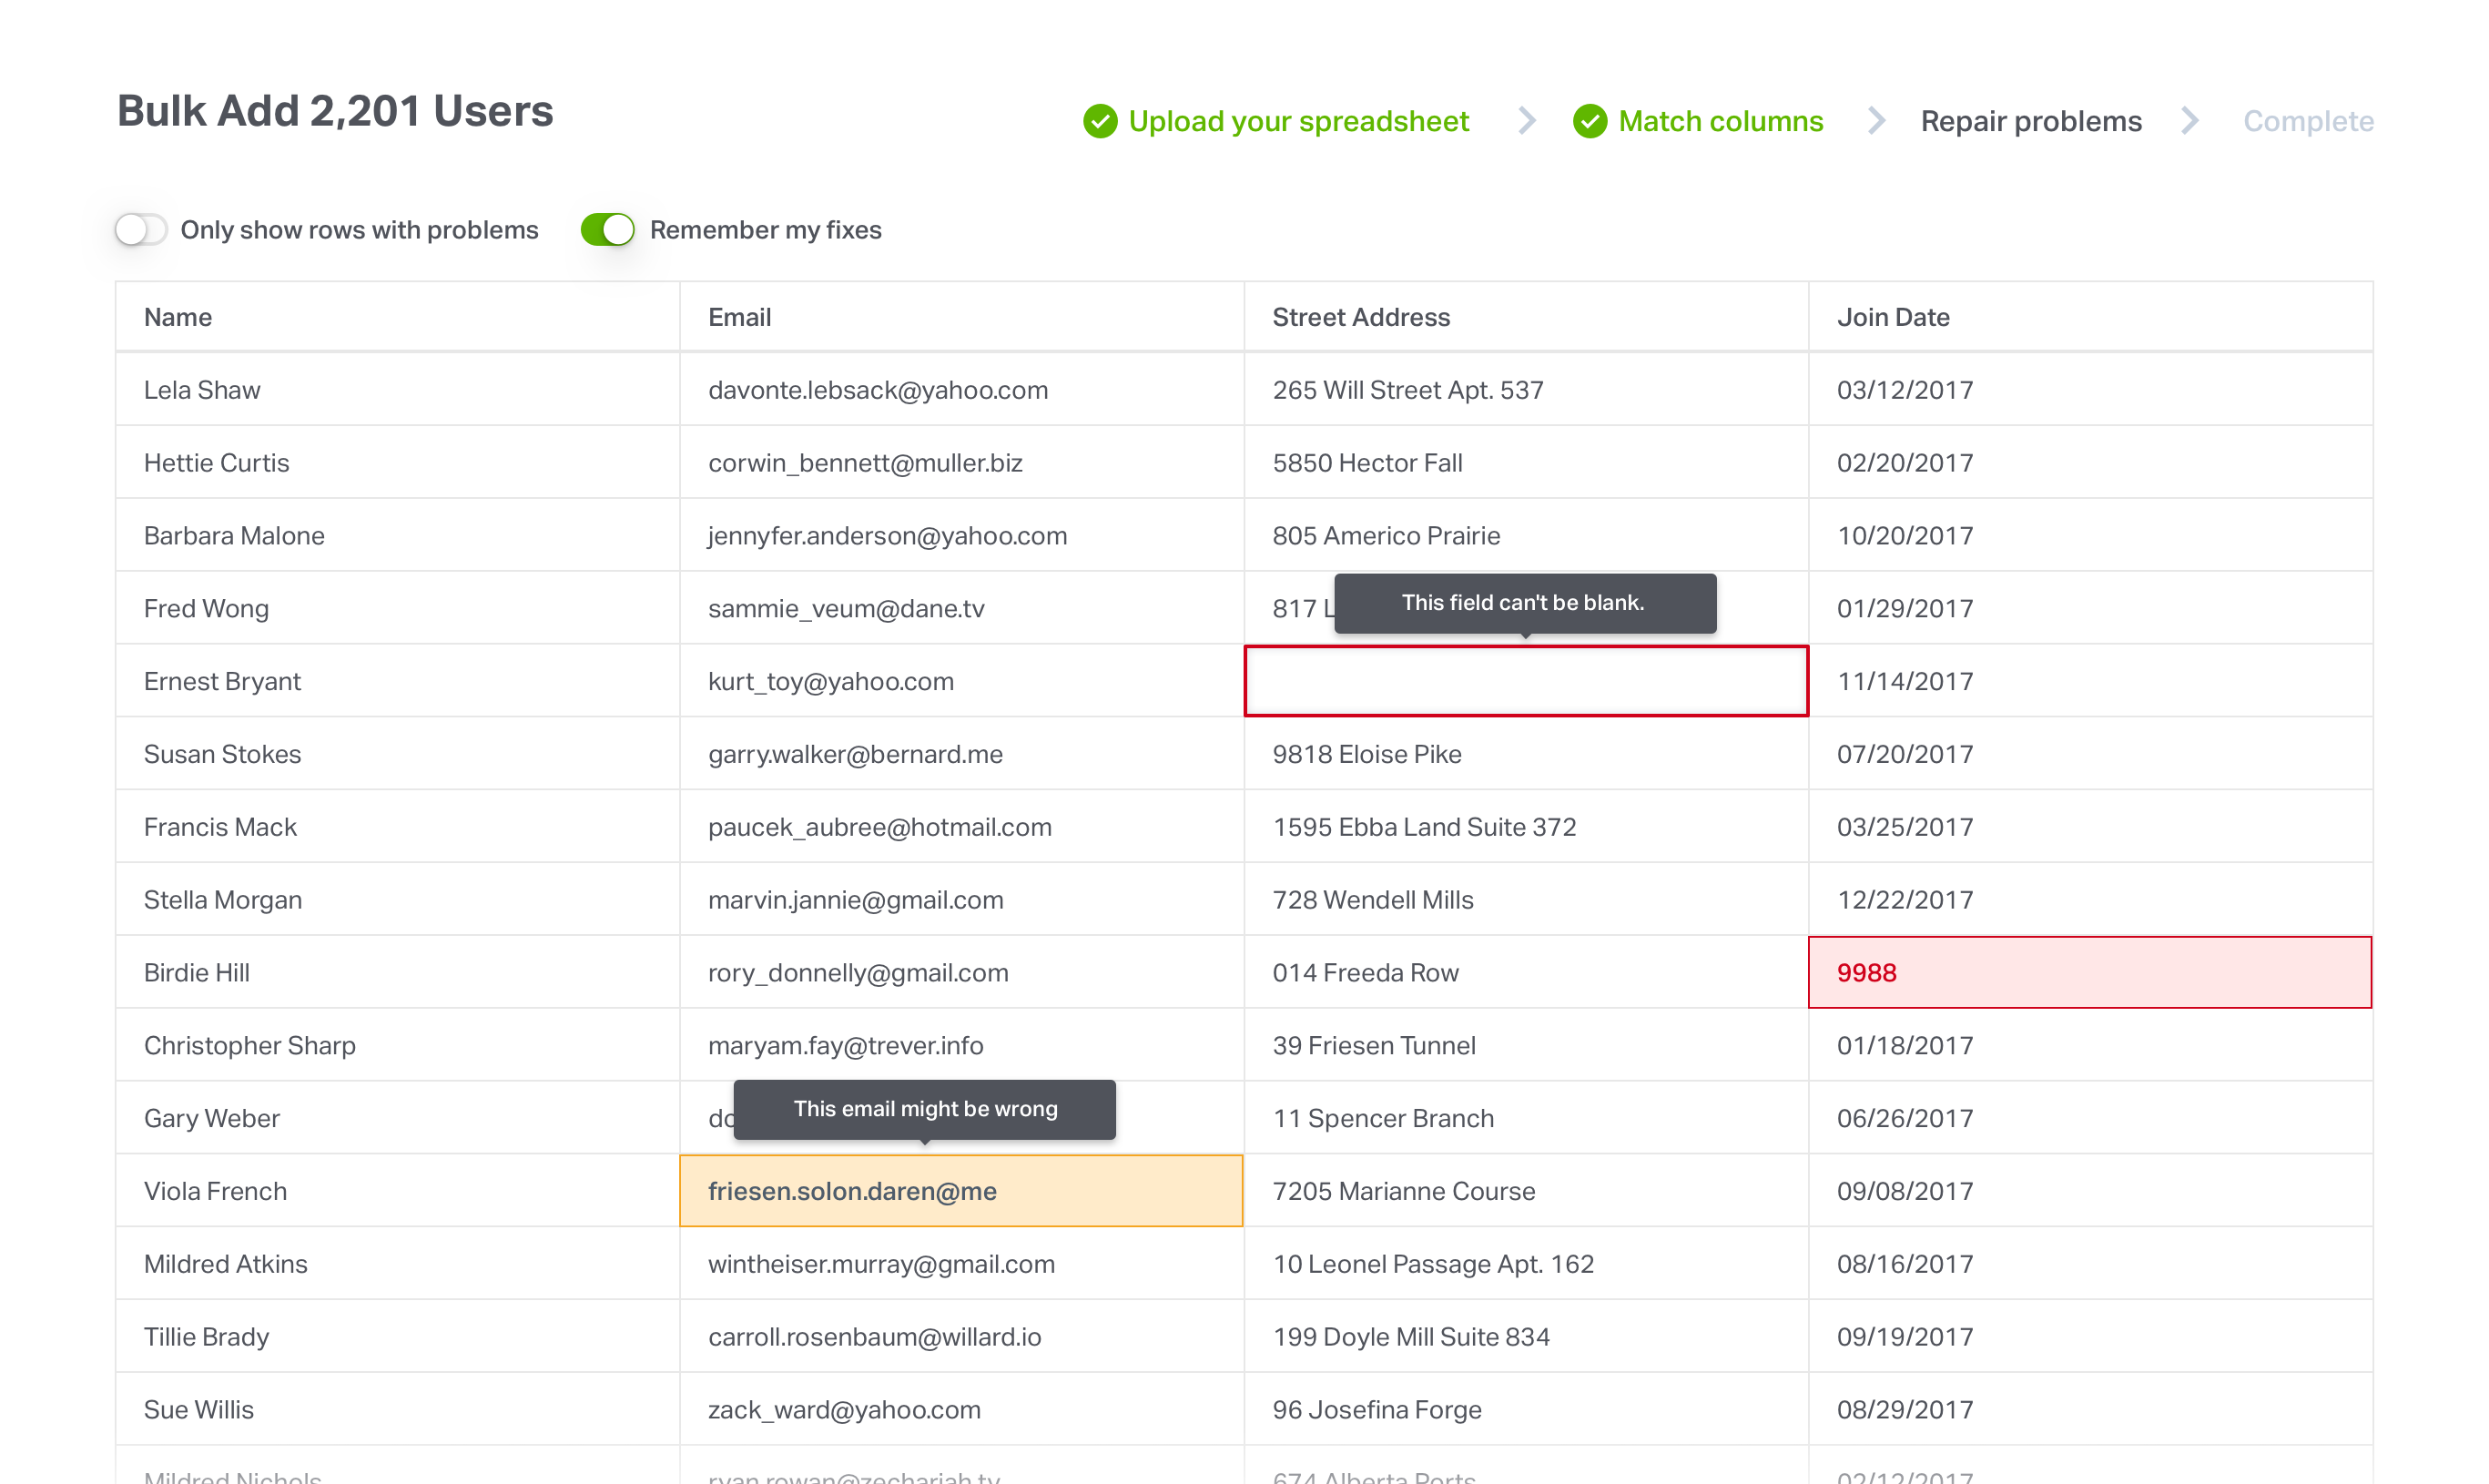 Bulk Add 2,201 Users
Upload your spreadsheet Match columns Repair problems Complete
Only show rows with problems Remember my fixes
Name Email Street Address Join Date
Lela Shaw davonte.lebsack@yahoo.com 265 Will Street Apt. 537 03/12/2017
Hettie Curtis corwin_bennett@muller.biz 5850 Hector Fall 02/20/2017
Barbara Malone jennyfer.anderson@yahoo.com 805 Americo Prairie 10/20/2017
This field can't be blank.
Fred Wong sammie_veum@dane.tv 817 01/29/2017
Ernest Bryant kurt_toy@yahoo.com 11/14/2017
Susan Stokes garry.walker@bernard.me 9818 Eloise Pike 07/20/2017
Francis Mack paucek_aubree@hotmail.com 1595 Ebba Land Suite 372 03/25/2017
Stella Morgan marvin.jannie@gmail.com 728 Wendell Mills 12/22/2017
Birdie Hill rory_donnelly@gmail.com 014 Freeda Row 9988
Christopher Sharp maryam.fay@trever.info 39 Friesen Tunnel 01/18/2017
This email might be wrong
Gary Weber 11 Spencer Branch 06/26/2017
Viola French friesen.solon.daren@me 7205 Marianne Course 09/08/2017
Mildred Atkins wintheiser.murray@gmail.com 10 Leonel Passage Apt. 162 08/16/2017
Tillie Brady carroll.rosenbaum@willard.io 199 Doyle Mill Suite 834 09/19/2017
Sue Willis zack_ward@yahoo.com 96 Josefina Forge 08/29/2017
Mildred Nichols ryan.rowan@zechariah.tv 674 Alberta Ports 02/12/2017